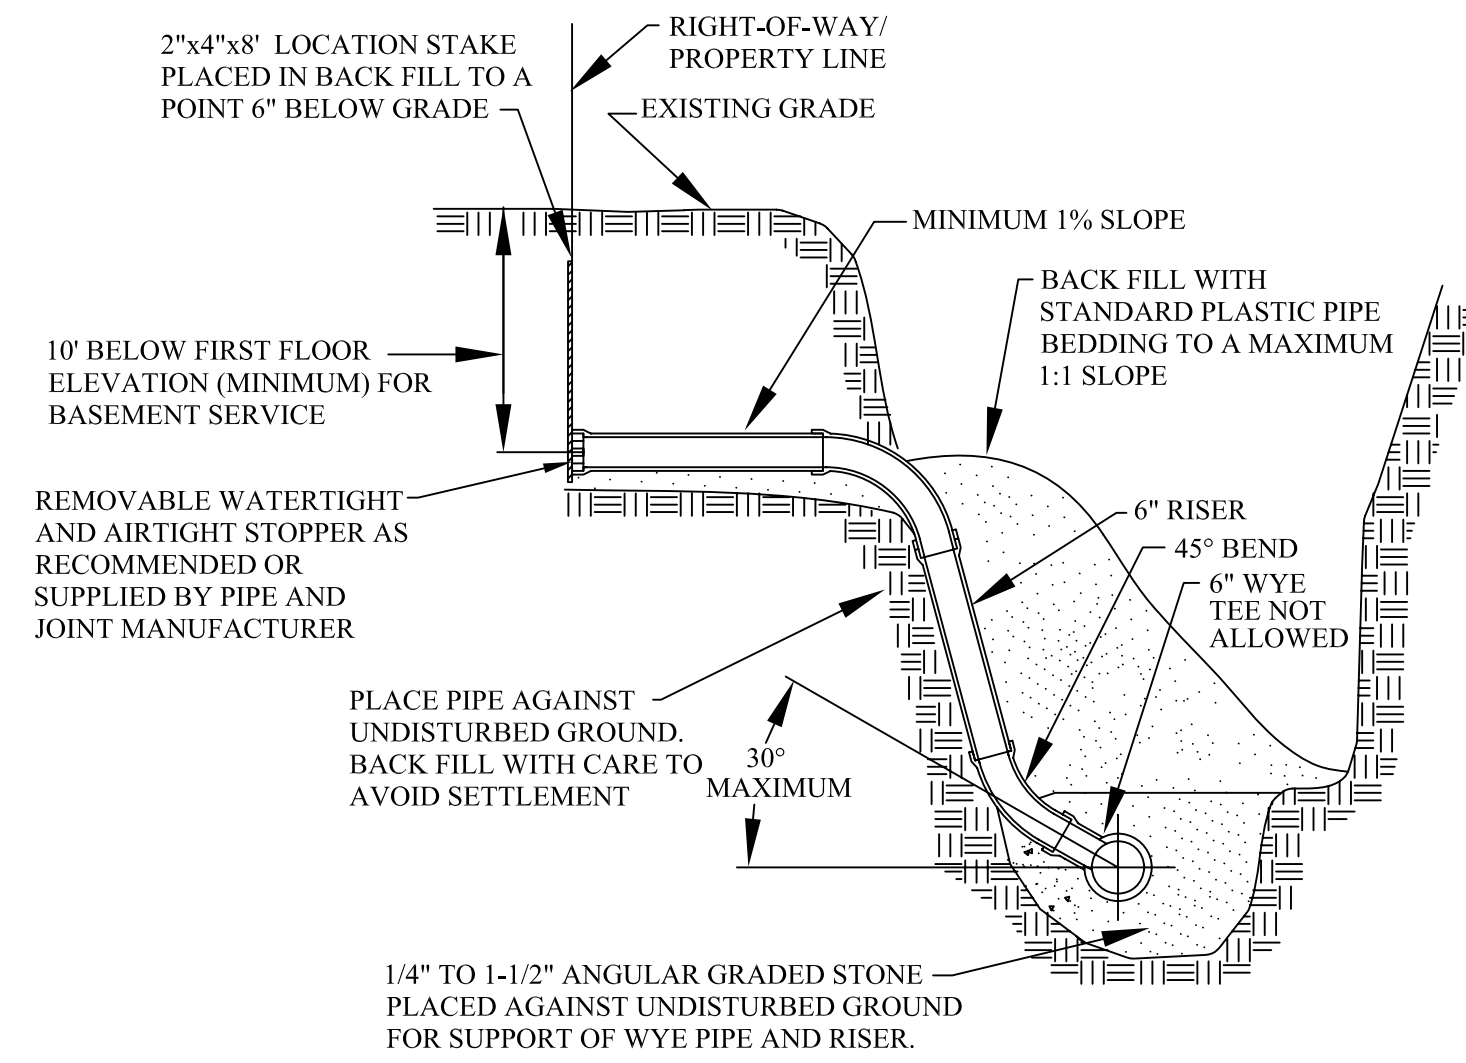 2"x4"x8' LOCATION STAKE
PLACED IN BACK FILL TO A
POINT 6" BELOW GRADE
RIGHT-OF-WAY/
PROPERTY LINE
EXISTING GRADE
MINIMUM 1% SLOPE
BACK FILL WITH
STANDARD PLASTIC PIPE
BEDDING TO A MAXIMUM
1:1 SLOPE
10' BELOW FIRST FLOOR
ELEVATION (MINIMUM) FOR
BASEMENT SERVICE
REMOVABLE WATERTIGHT
AND AIRTIGHT STOPPER AS
RECOMMENDED OR
SUPPLIED BY PIPE AND
JOINT MANUFACTURER
6" RISER
45° BEND
6" WYE
TEE NOT
ALLOWED
PLACE PIPE AGAINST
UNDISTURBED GROUND.
BACK FILL WITH CARE TO
AVOID SETTLEMENT
30°
MAXIMUM
1/4" TO 1-1/2" ANGULAR GRADED STONE
PLACED AGAINST UNDISTURBED GROUND
FOR SUPPORT OF WYE PIPE AND RISER.